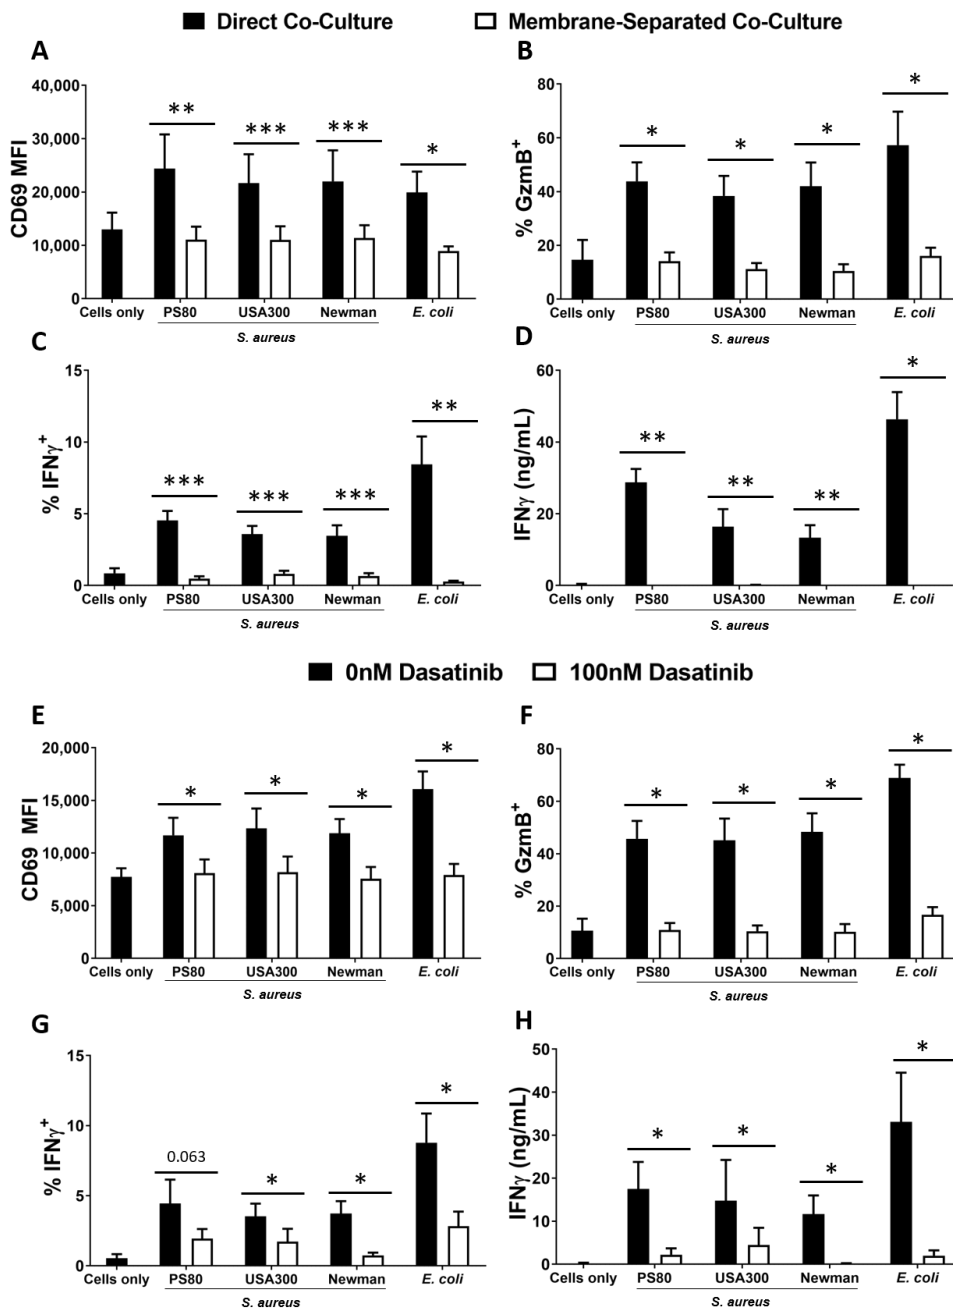 Direct Co-Culture Membrane-Separated Co-Culture
A B
40,000
30,000
20,000
10,000
0
CD69 MFI
** *** *** *
Cells only PS80 USA300 Newman E. coli
S. aureus
80
60
40
20
0
% GzmB+
* * * *
Cells only PS80 USA300 Newman E. coli
S. aureus
C D
15
10
5
0
% IFNγ+
*** *** *** **
Cells only PS80 USA300 Newman E. coli
S. aureus
60
40
20
0
IFNγ (ng/mL)
** ** ** *
Cells only PS80 USA300 Newman E. coli
S. aureus
0nM Dasatinib 100nM Dasatinib
E F
20,000
15,000
10,000
5,000
0
CD69 MFI
* * * *
Cells only PS80 USA300 Newman E. coli
S. aureus
80
60
40
20
0
% GzmB+
* * * *
Cells only PS80 USA300 Newman E. coli
S. aureus
G H
15
10
5
0
% IFNγ+
0.063 * * *
Cells only PS80 USA300 Newman E. coli
S. aureus
50
40
30
20
10
0
IFNγ (ng/mL)
* * * *
Cells only PS80 USA300 Newman E. coli
S. aureus